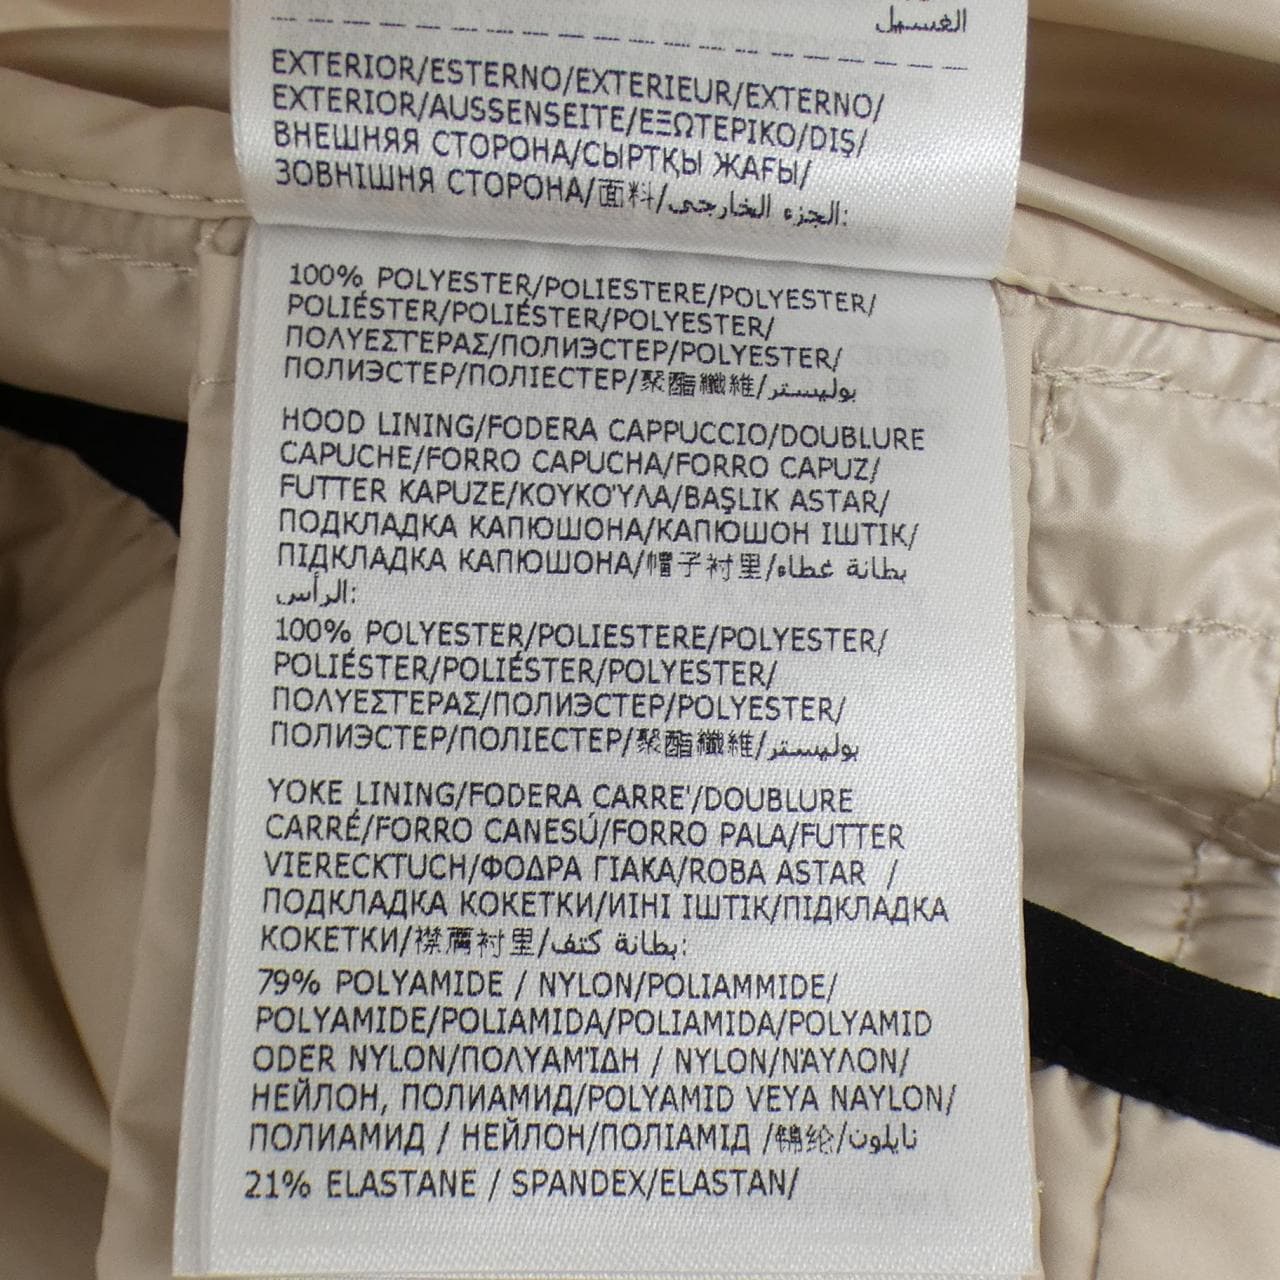 الغسيل
EXTERIOR/ESTERNO/EXTERIEUR/EXTERNO/
EXTERIOR/AUSSENSEITE/ΕΞΩΤΕΡΙΚΟ/DIŞ/
ВНЕШНЯЯ СТОРОНА/СЫРТҚЫ ЖАҒЫ/
ЗОВНІШНЯ СТОРОНА/面料/الجزء الخارجي:
100% POLYESTER/POLIESTERE/POLYESTER/
POLIÉSTER/POLIÉSTER/POLYESTER/
ΠΟΛΥΕΣΤΕΡΑΣ/ПОЛИЭСТЕР/POLYESTER/
ПОЛИЭСТЕР/ПОЛІЕСТЕР/聚酯纖維/بوليستر
HOOD LINING/FODERA CAPPUCCIO/DOUBLURE
CAPUCHE/FORRO CAPUCHA/FORRO CAPUZ/
FUTTER KAPUZE/ΚΟΥΚΟΎΛΑ/BAŞLIK ASTAR/
ПОДКЛАДКА КАПЮШОНА/КАПЮШОН ІШТІК/
ПІДКЛАДКА КАПЮШОНА/帽子衬里/بطانة غطاء
الرأس:
100% POLYESTER/POLIESTERE/POLYESTER/
POLIÉSTER/POLIÉSTER/POLYESTER/
ΠΟΛΥΕΣΤΕΡΑΣ/ПОЛИЭСТЕР/POLYESTER/
ПОЛИЭСТЕР/ПОЛІЕСТЕР/聚酯纖維/بوليستر
YOKE LINING/FODERA CARRE'/DOUBLURE
CARRÉ/FORRO CANESÚ/FORRO PALA/FUTTER
VIERECKTUCH/ΦΟΔΡΑ ΓΙΑΚΑ/ROBA ASTAR /
ПОДКЛАДКА КОКЕТКИ/ИІНІ ІШТІК/ПІДКЛАДКА
КОКЕТКИ/襟薦衬里/بطانة كتف:
79% POLYAMIDE / NYLON/POLIAMMIDE/
POLYAMIDE/POLIAMIDA/POLIAMIDA/POLYAMID
ODER NYLON/ΠΟΛΥΑΜΊΔΗ / NYLON/ΝΆΥΛΟΝ/
НЕЙЛОН, ПОЛИАМИД/POLYAMID VEYA NAYLON/
ПОЛИАМИД / НЕЙЛОН/ПОЛІАМІД /锦纶/نايلون
21% ELASTANE / SPANDEX/ELASTAN/